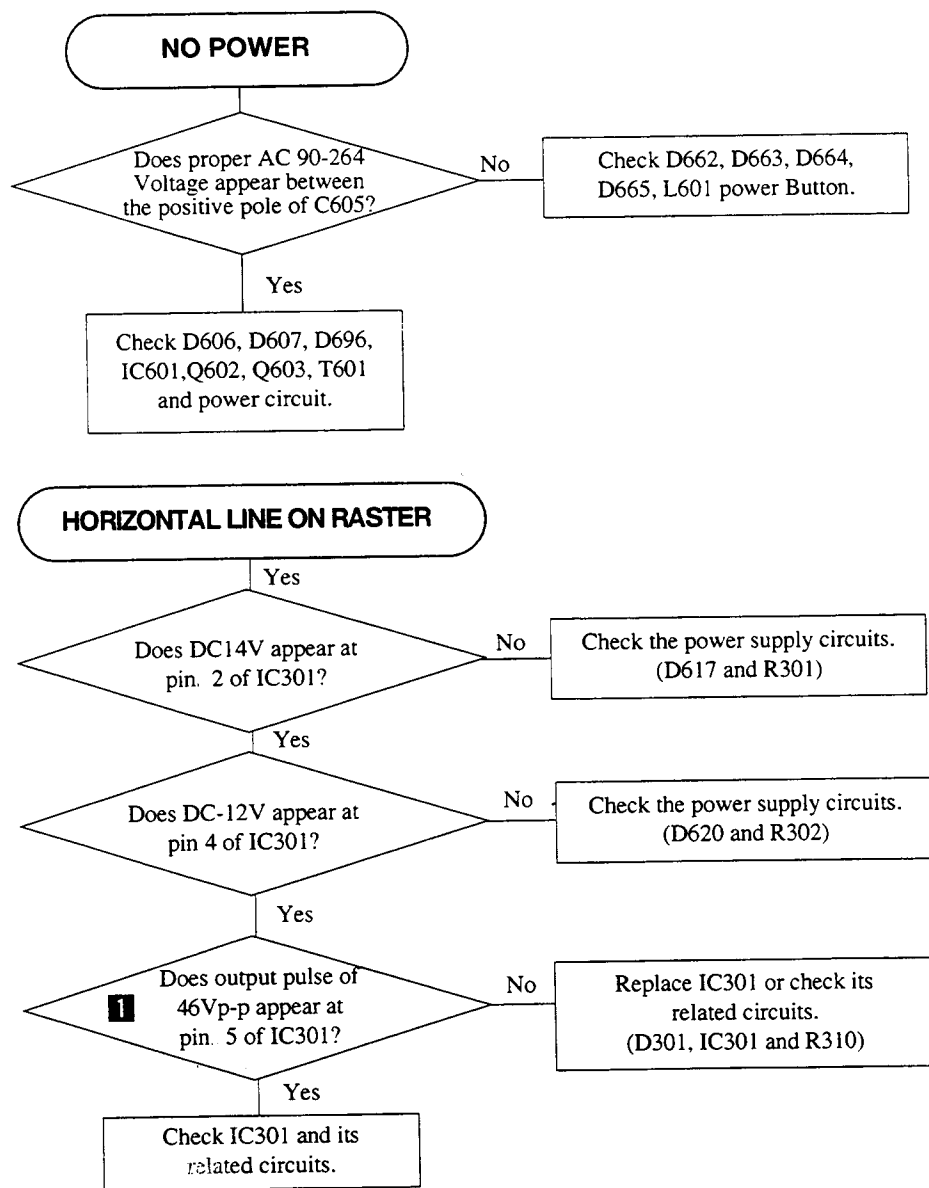 NO POWER
Does proper AC 90-264
Voltage appear between
the positive pole of C605?
No
Check D662, D663, D664,
D665, L601 power Button.
Yes
Check D606, D607, D696,
IC601,Q602, Q603, T601
and power circuit.
HORIZONTAL LINE ON RASTER
Yes
Does DC14V appear at
pin. 2 of IC301?
No
Check the power supply circuits.
(D617 and R301)
Yes
Does DC-12V appear at
pin 4 of IC301?
No
Check the power supply circuits.
(D620 and R302)
Yes
1
Does output pulse of
46Vp-p appear at
pin. 5 of IC301?
No
Replace IC301 or check its
related circuits.
(D301, IC301 and R310)
Yes
Check IC301 and its
related circuits.